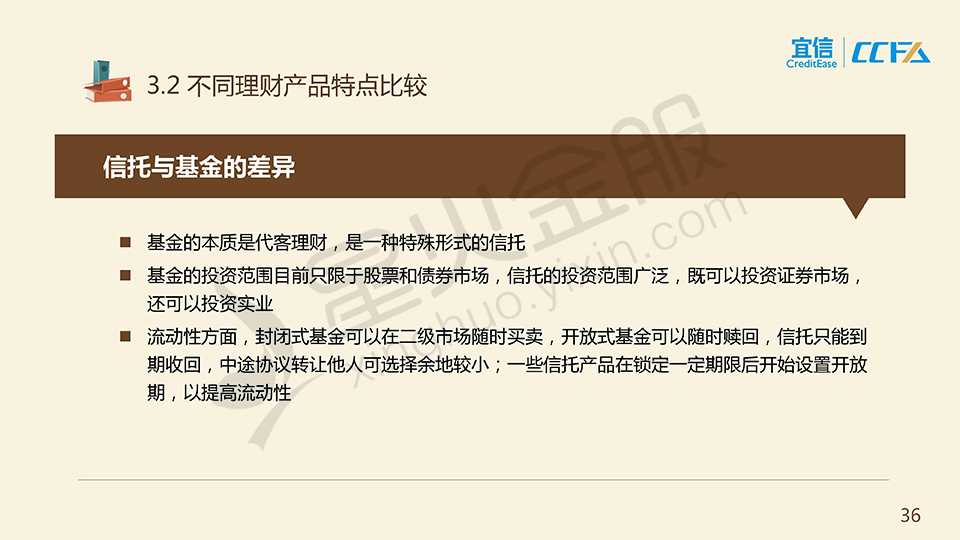 宜信
CreditEase
CCFA
3.2 不同理财产品特点比较
信托与基金的差异
基金的本质是代客理财，是一种特殊形式的信托
基金的投资范围目前只限于股票和债券市场，信托的投资范围广泛，既可以投资证券市场，
还可以投资实业
流动性方面，封闭式基金可以在二级市场随时买卖，开放式基金可以随时赎回，信托只能到
期收回，中途协议转让他人可选择余地较小；一些信托产品在锁定一定期限后开始设置开放
期，以提高流动性
星火金服
xinghuo.yixin.com
36